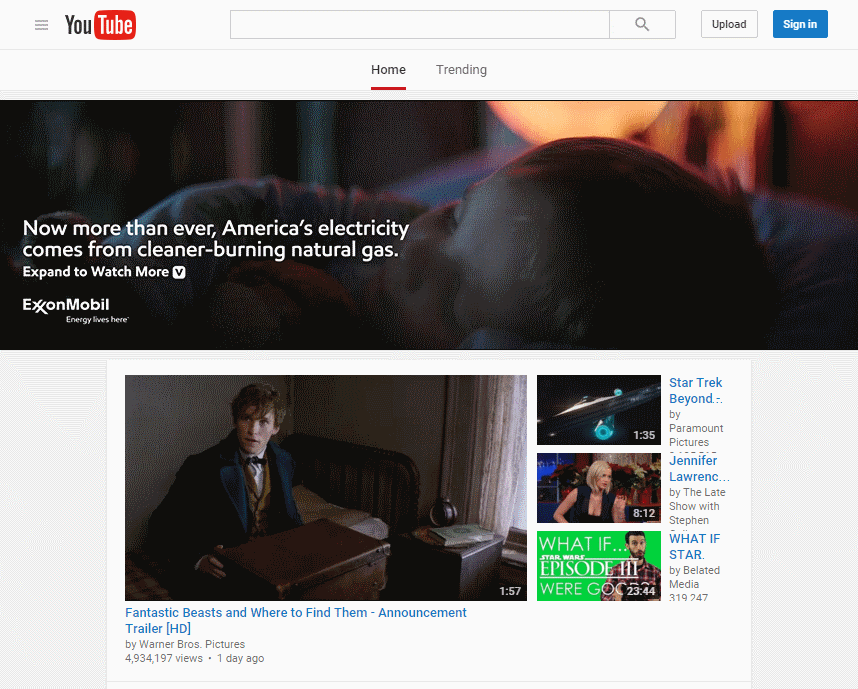 YouTube
Upload
Sign in
Home
Trending
Now more than ever, America's electricity
comes from cleaner-burning natural gas.
Expand to Watch More
ExxonMobil
Energy lives here
1:57
Fantastic Beasts and Where to Find Them - Announcement
Trailer [HD]
by Warner Bros. Pictures
4,934,197 views • 1 day ago
1:35
Star Trek
Beyond -.
by
Paramount
Pictures
8:12
Jennifer
Lawrenc...
by The Late
Show with
Stephen
WHAT IF...
STAR WARS
EPISODE III
WERE GOOD?
23:44
WHAT IF
STAR.
by Belated
Media
319,247